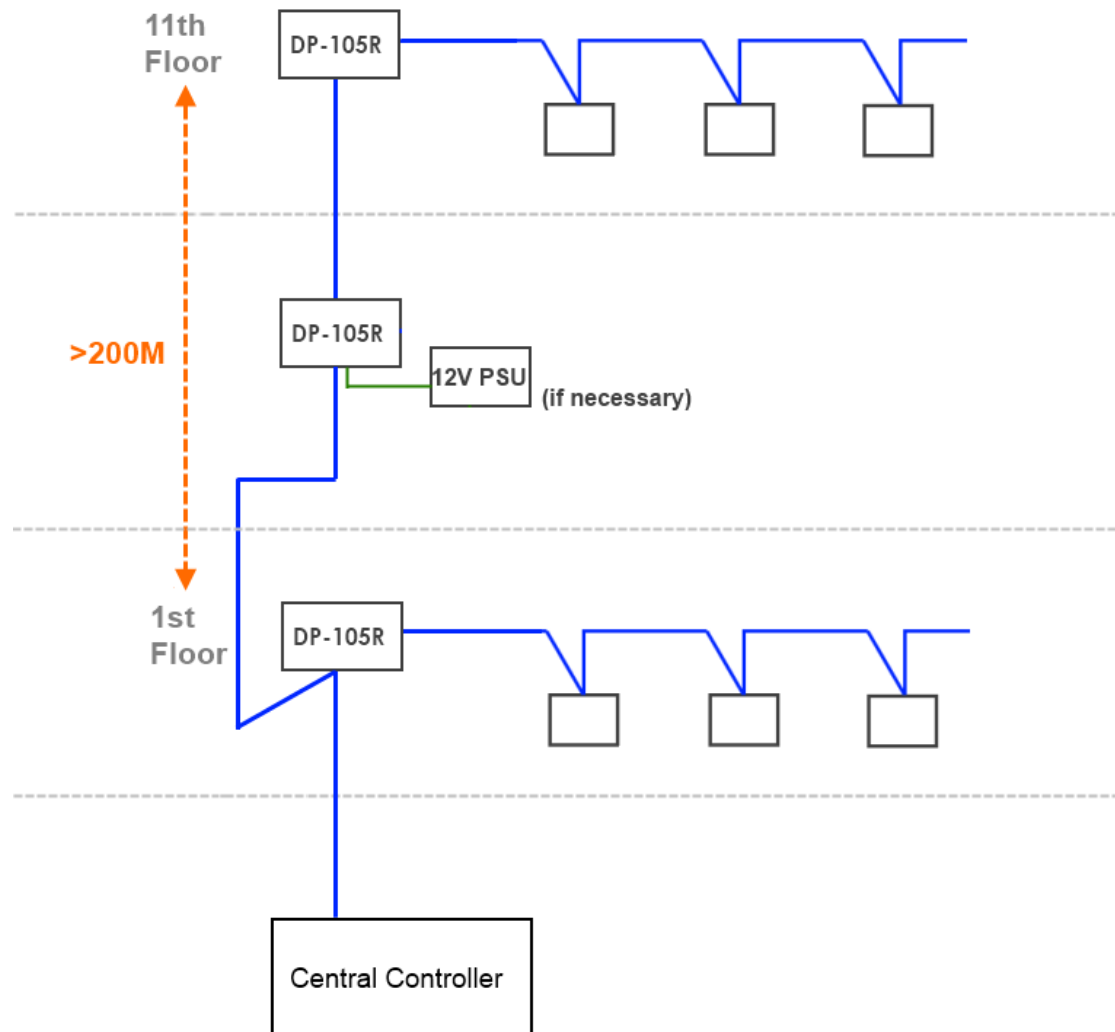 11th
Floor
DP-105R
DP-105R
>200M
12V PSU
(if necessary)
1st
Floor
DP-105R
Central Controller